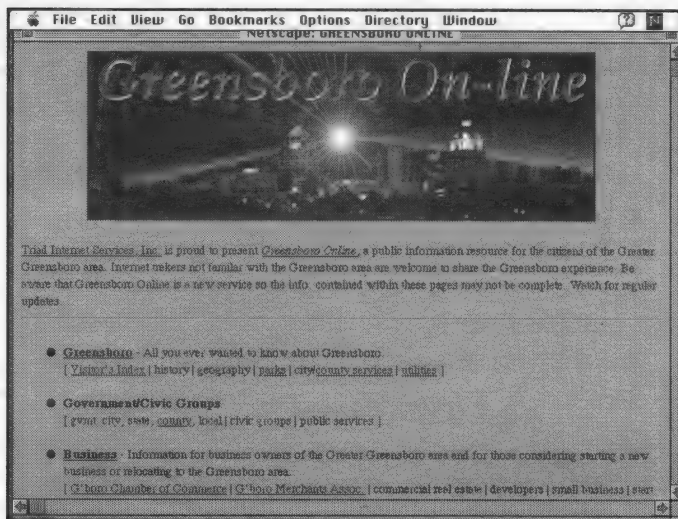 File Edit View Go Bookmarks Options Directory Window
Netscape: GREENSBORO ONLINE
Greensboro On-line
Triad Internet Services, Inc. is proud to present Greensboro Online, a public information resource for the citizens of the Greater
Greensboro area. Internet trekers not familar with the Greensboro area are welcome to share the Greensboro experience. Be
aware that Greensboro Online is a new service so the info. contained within these pages may not be complete. Watch for regular
updates.
Greensboro - All you ever wanted to know about Greensboro
[ Visitor's Index | history | geography | parks | city/county services | utilities ]
Government/Civic Groups
[ gvmt: city, state, county, local | civic groups | public services ]
Business - Information for business owners of the Greater Greensboro area and for those considering starting a new
business or relocating to the Greensboro area.
[ G'boro Chamber of Commerce | G'boro Merchants Assoc. | commercial real estate | developers | small business | start